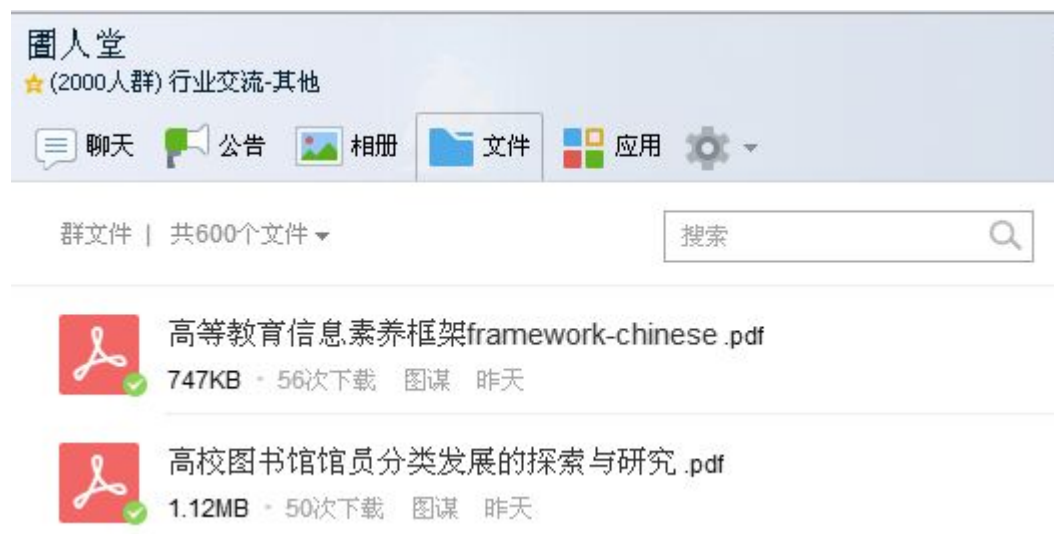 圕人堂
(2000人群) 行业交流-其他
聊天 公告 相册 文件 应用
群文件 | 共600个文件
搜索
高等教育信息素养框架framework-chinese .pdf
747KB · 56次下载 图谋 昨天
高校图书馆馆员分类发展的探索与研究 .pdf
1.12MB · 50次下载 图谋 昨天